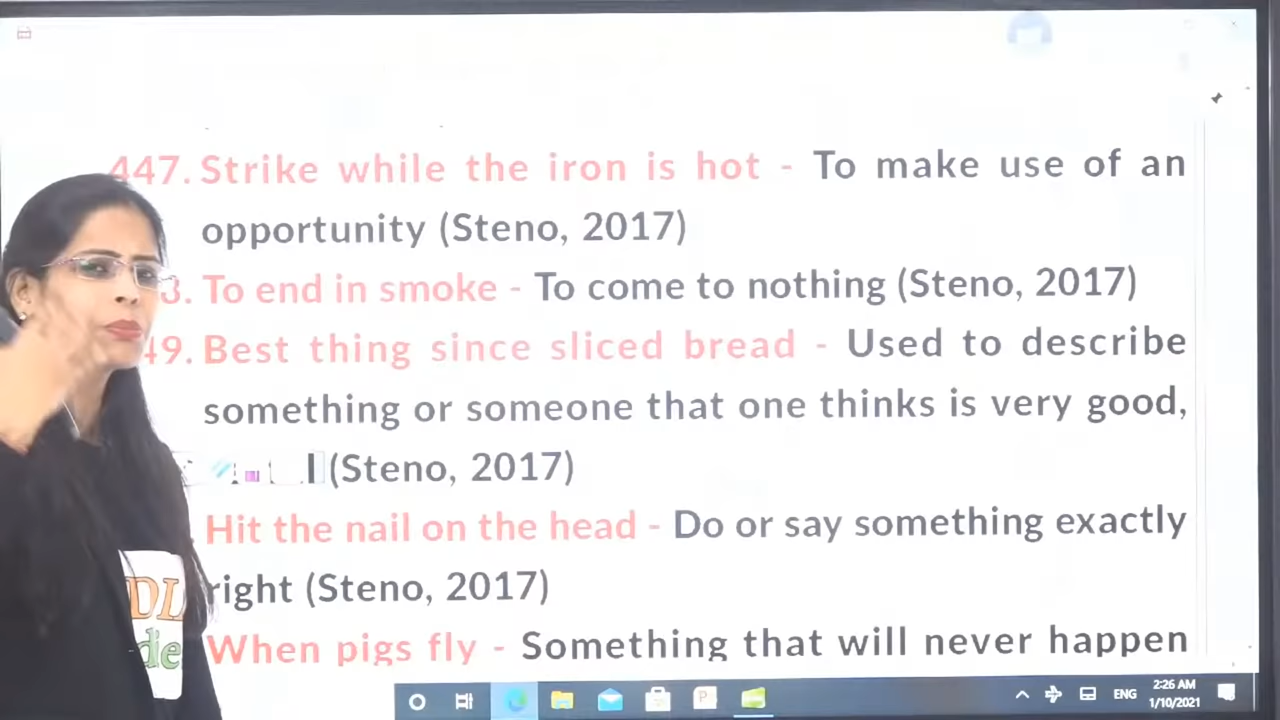 447. Strike while the iron is hot - To make use of an
opportunity (Steno, 2017)
8. To end in smoke - To come to nothing (Steno, 2017)
49. Best thing since sliced bread - Used to describe
something or someone that one thinks is very good,
(Steno, 2017)
Hit the nail on the head - Do or say something exactly
right (Steno, 2017)
When pigs fly - Something that will never happen
ENG
2:26 AM
1/10/2021